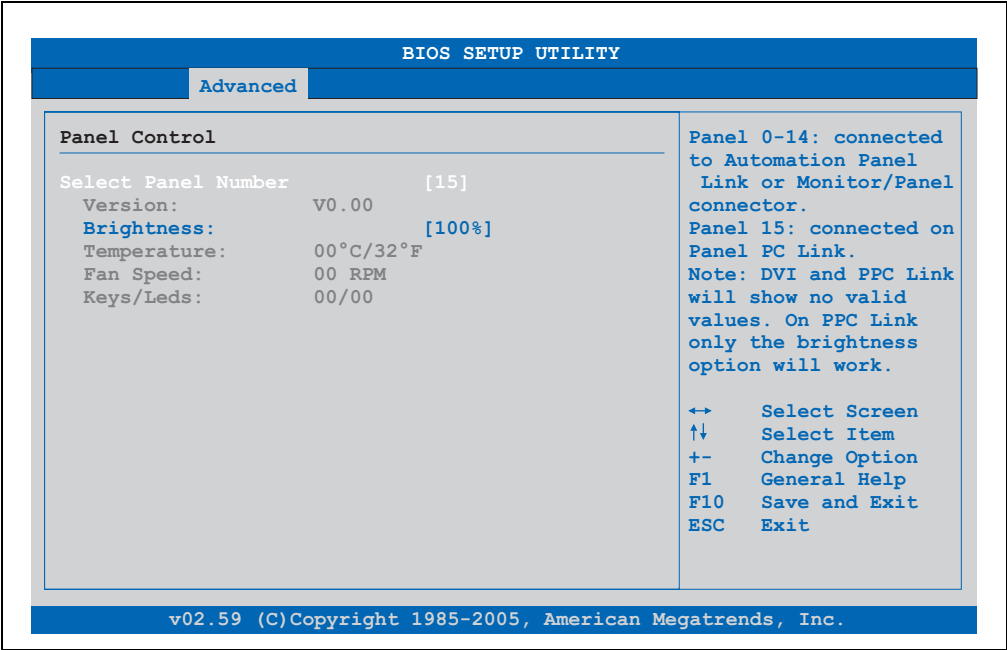 BIOS SETUP UTILITY
Advanced
Panel Control
Select Panel Number [15]
Version: V0.00
Brightness: [100%]
Temperature: 00°C/32°F
Fan Speed: 00 RPM
Keys/Leds: 00/00
Panel 0-14: connected
to Automation Panel
Link or Monitor/Panel
connector.
Panel 15: connected on
Panel PC Link.
Note: DVI and PPC Link
will show no valid
values. On PPC Link
only the brightness
option will work.
↔ Select Screen
↑↓ Select Item
+- Change Option
F1 General Help
F10 Save and Exit
ESC Exit
v02.59 (C)Copyright 1985-2005, American Megatrends, Inc.